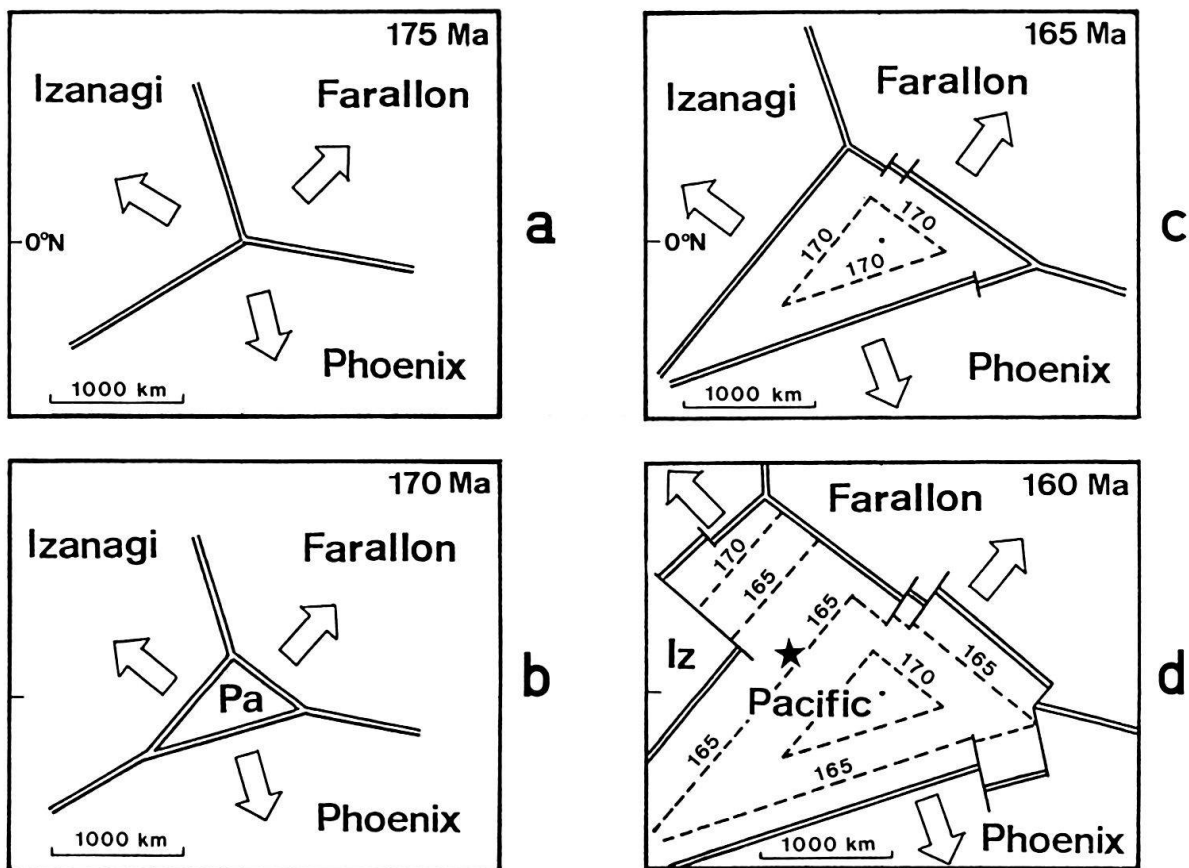 175 Ma
Izanagi Farallon
0°N
Phoenix
1000 km
a
170 Ma
Izanagi Farallon
Pa
Phoenix
1000 km
b
165 Ma
Izanagi Farallon
170
170
0°N
170
Phoenix
1000 km
c
160 Ma
Farallon
170
165
165
165
Iz
170
Pacific
165
165
1000 km
Phoenix
d